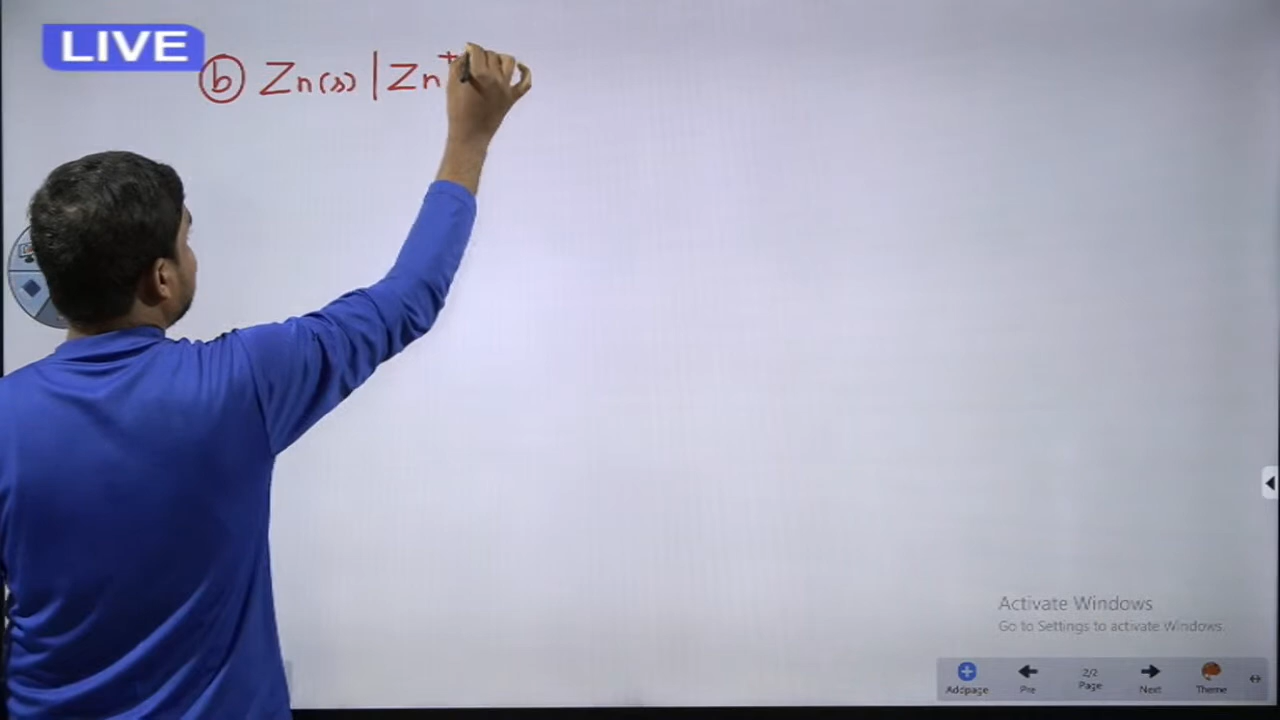 LIVE
ⓑ Zn(s) | Zn⁺
Activate Windows
Go to Settings to activate Windows.
Addpage Pre 2/2 Page Next Theme